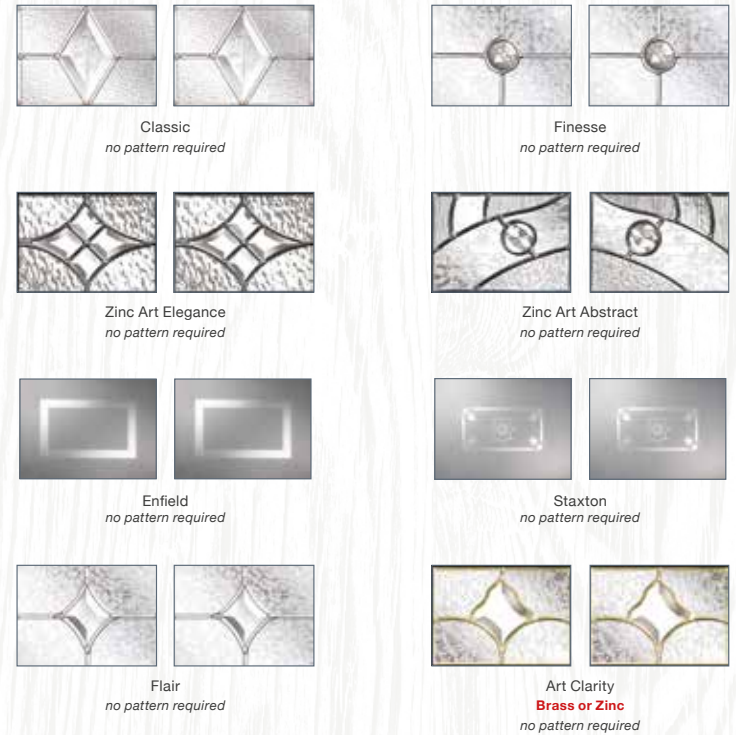 Classic
no pattern required
Finesse
no pattern required
Zinc Art Elegance
no pattern required
Zinc Art Abstract
no pattern required
Enfield
no pattern required
Staxton
no pattern required
Flair
no pattern required
Art Clarity
Brass or Zinc
no pattern required